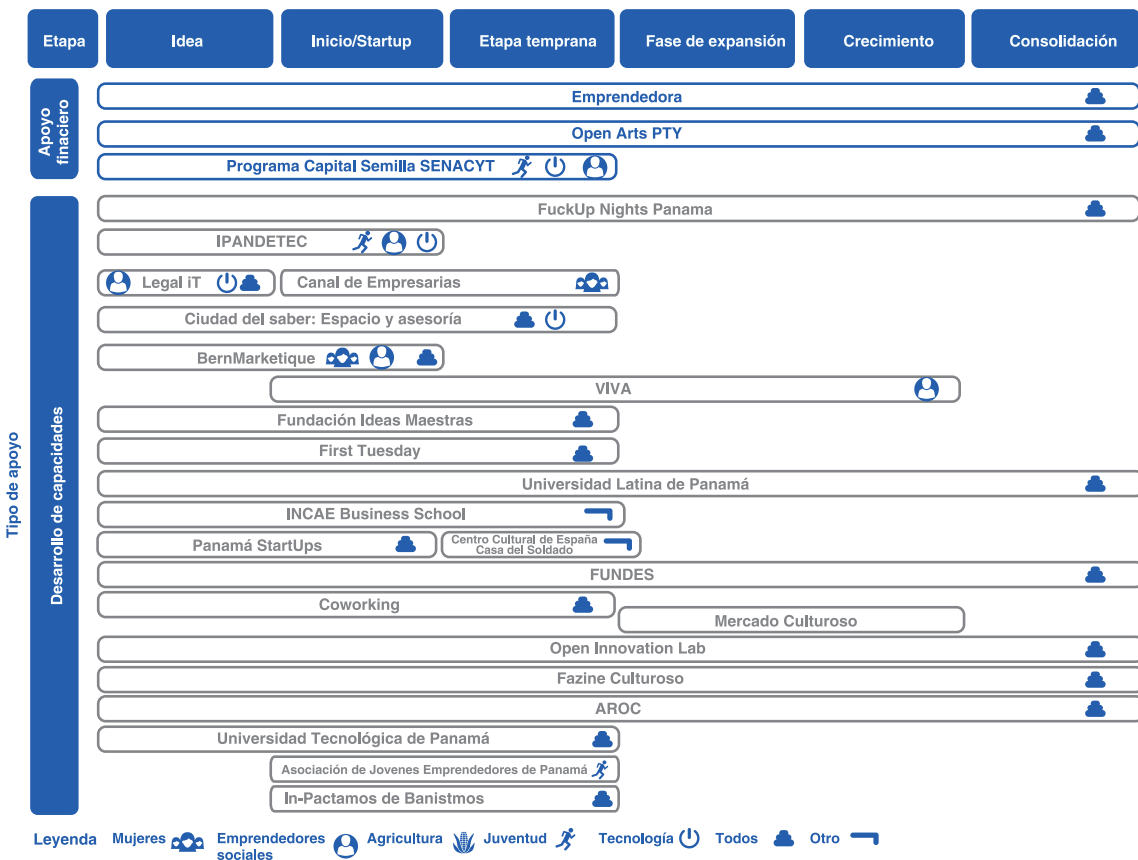 Etapa
Idea
Inicio/Startup
Etapa temprana
Fase de expansión
Crecimiento
Consolidación
Tipo de apoyo
Apoyo
finaciero
Emprendedora
Open Arts PTY
Programa Capital Semilla SENACYT
Desarrollo de capacidades
FuckUp Nights Panama
IPANDETEC
Legal iT
Canal de Empresarias
Ciudad del saber: Espacio y asesoría
BernMarketique
VIVA
Fundación Ideas Maestras
First Tuesday
Universidad Latina de Panamá
INCAE Business School
Panamá StartUps
Centro Cultural de España
Casa del Soldado
FUNDES
Coworking
Mercado Culturoso
Open Innovation Lab
Fazine Culturoso
AROC
Universidad Tecnológica de Panamá
Asociación de Jovenes Emprendedores de Panamá
In-Pactamos de Banistmos
Leyenda
Mujeres
Emprendedores
sociales
Agricultura
Juventud
Tecnología
Todos
Otro